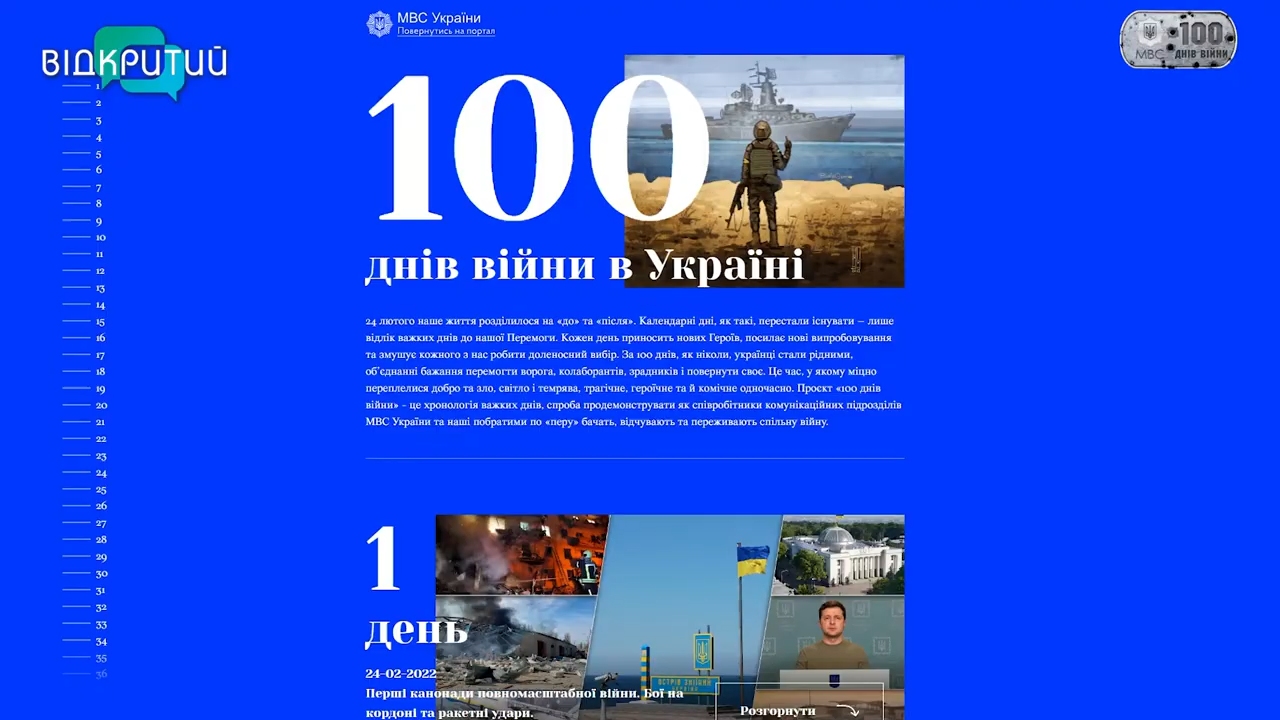 МВС України
Повернутись на портал
ВІДКРИТИЙ
МВС
100
ДНІВ ВІЙНИ
1
2
3
4
5
6
7
8
9
10
11
12
13
14
15
16
17
18
19
20
21
22
23
24
25
26
27
28
29
30
31
32
33
34
35
36
100
днів війни в Україні
24 лютого наше життя розділилося на «до» та «після». Календарні дні, як такі, перестали існувати – лише
відлік важких днів до нашої Перемоги. Кожен день приносить нових Героїв, посилає нові випробовування
та змушує кожного з нас робити доленосний вибір. За 100 днів, як ніколи, українці стали рідними,
об'єднанні бажання перемогти ворога, колаборантів, зрадників і повернути своє. Це час, у якому міцно
переплелися добро та зло, світло і темрява, трагічне, героїчне та й комічне одночасно. Проєкт «100 днів
війни» - це хронологія важких днів, спроба продемонструвати як співробітники комунікаційних підрозділів
МВС України та наші побратими по «перу» бачать, відчувають та переживають спільну війну.
1
день
24-02-2022
Перші канонади повномасштабної війни. Бої на
кордоні та ракетні удари.
ОСТРІВ ЗМІЇНИЙ
УКРАЇНА
Розгорнути